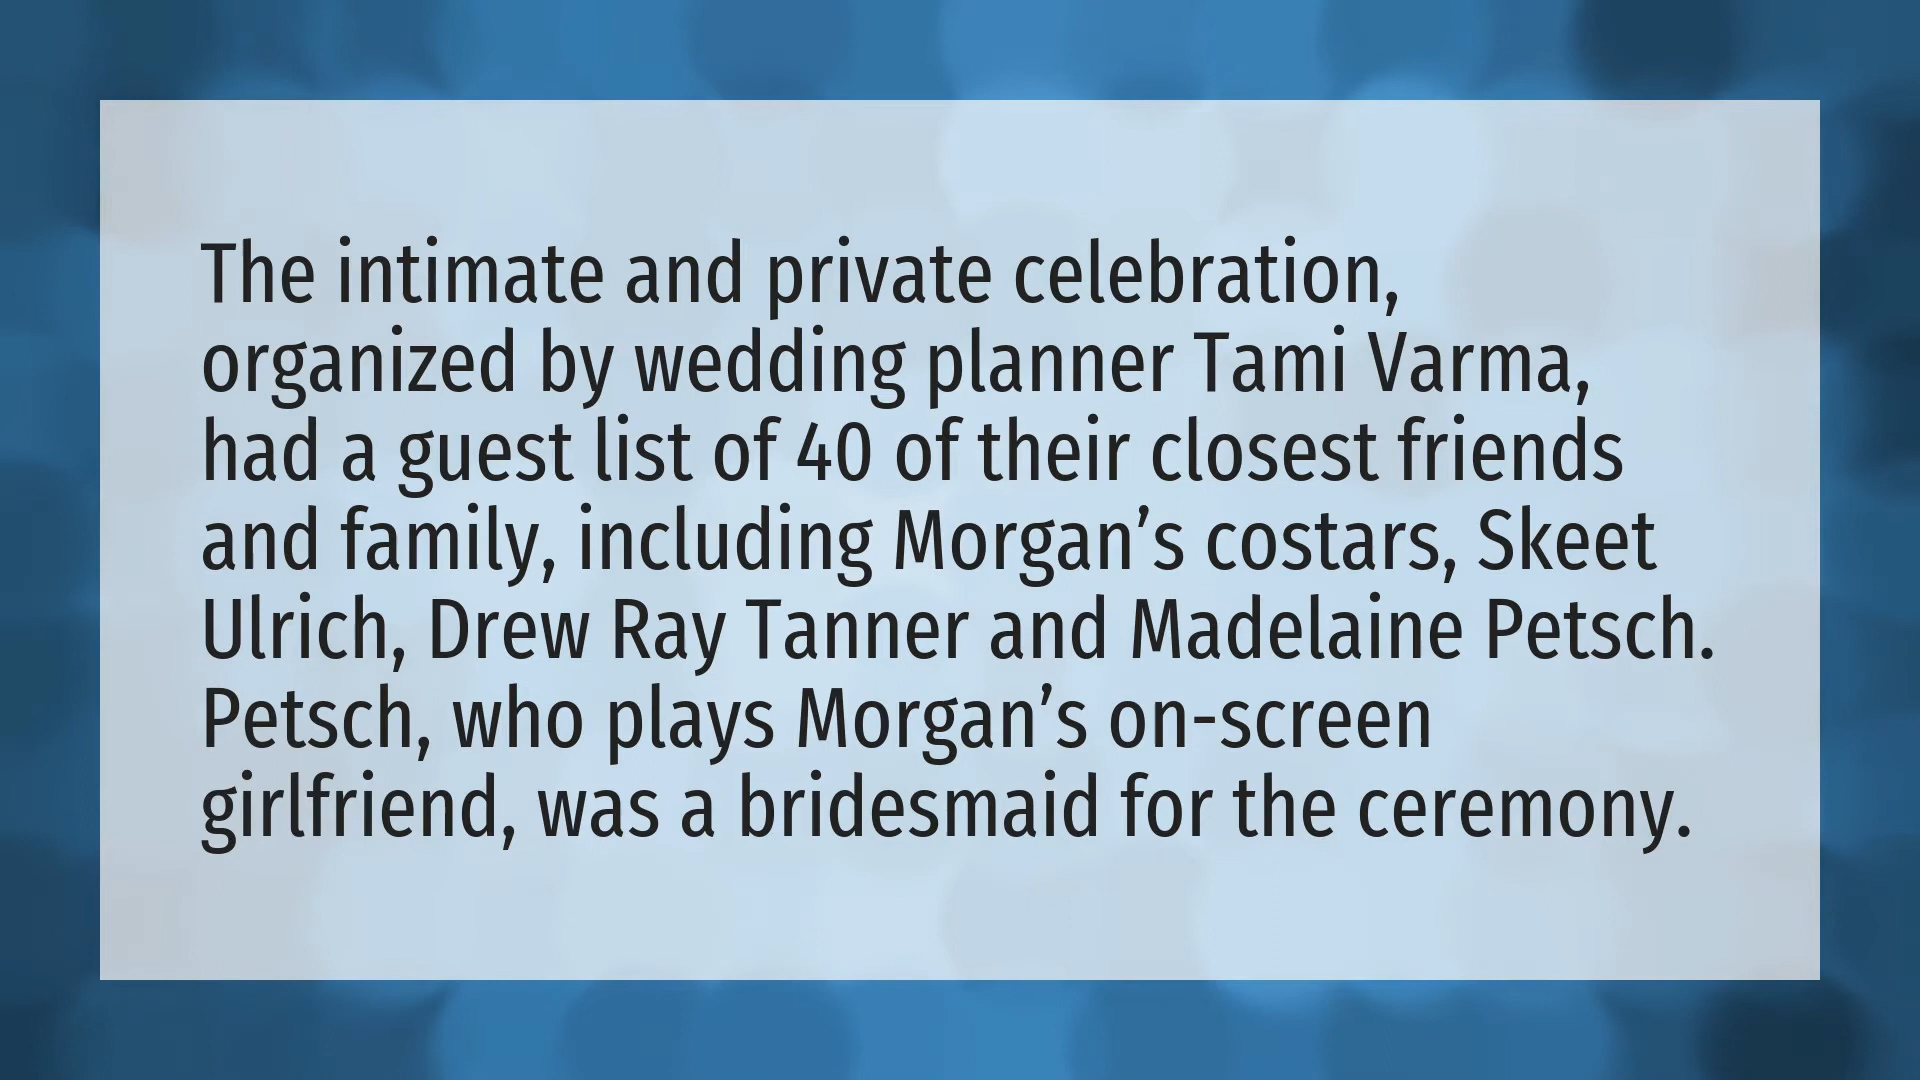 The intimate and private celebration,
organized by wedding planner Tami Varma,
had a guest list of 40 of their closest friends
and family, including Morgan’s costars, Skeet
Ulrich, Drew Ray Tanner and Madelaine Petsch.
Petsch, who plays Morgan’s on-screen
girlfriend, was a bridesmaid for the ceremony.